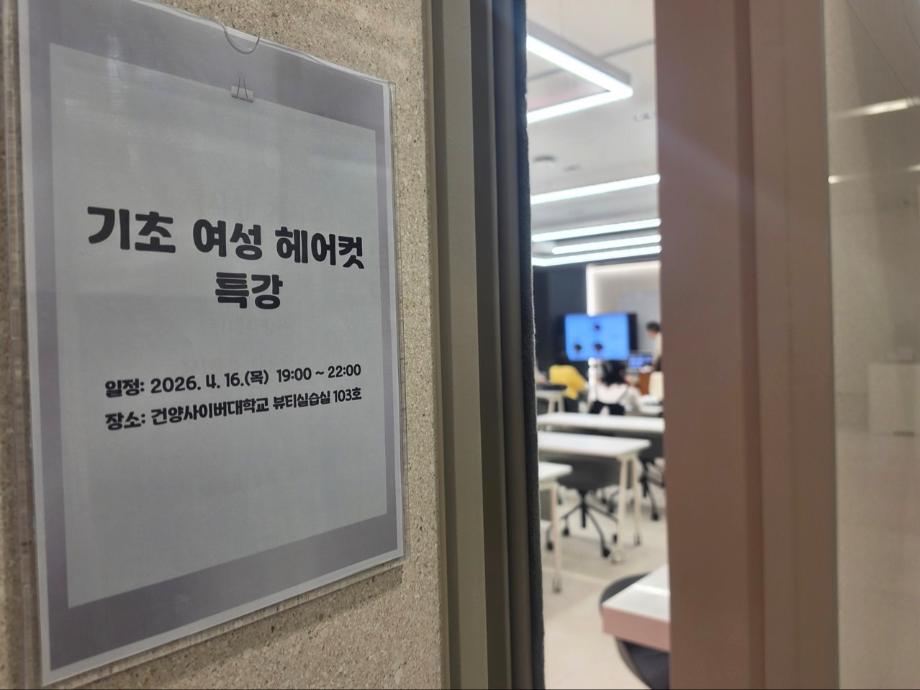 기초 여성 헤어컷
특강
일정: 2026. 4. 16.(목) 19:00 ~ 22:00
장소: 건양사이버대학교 뷰티실습실 103호